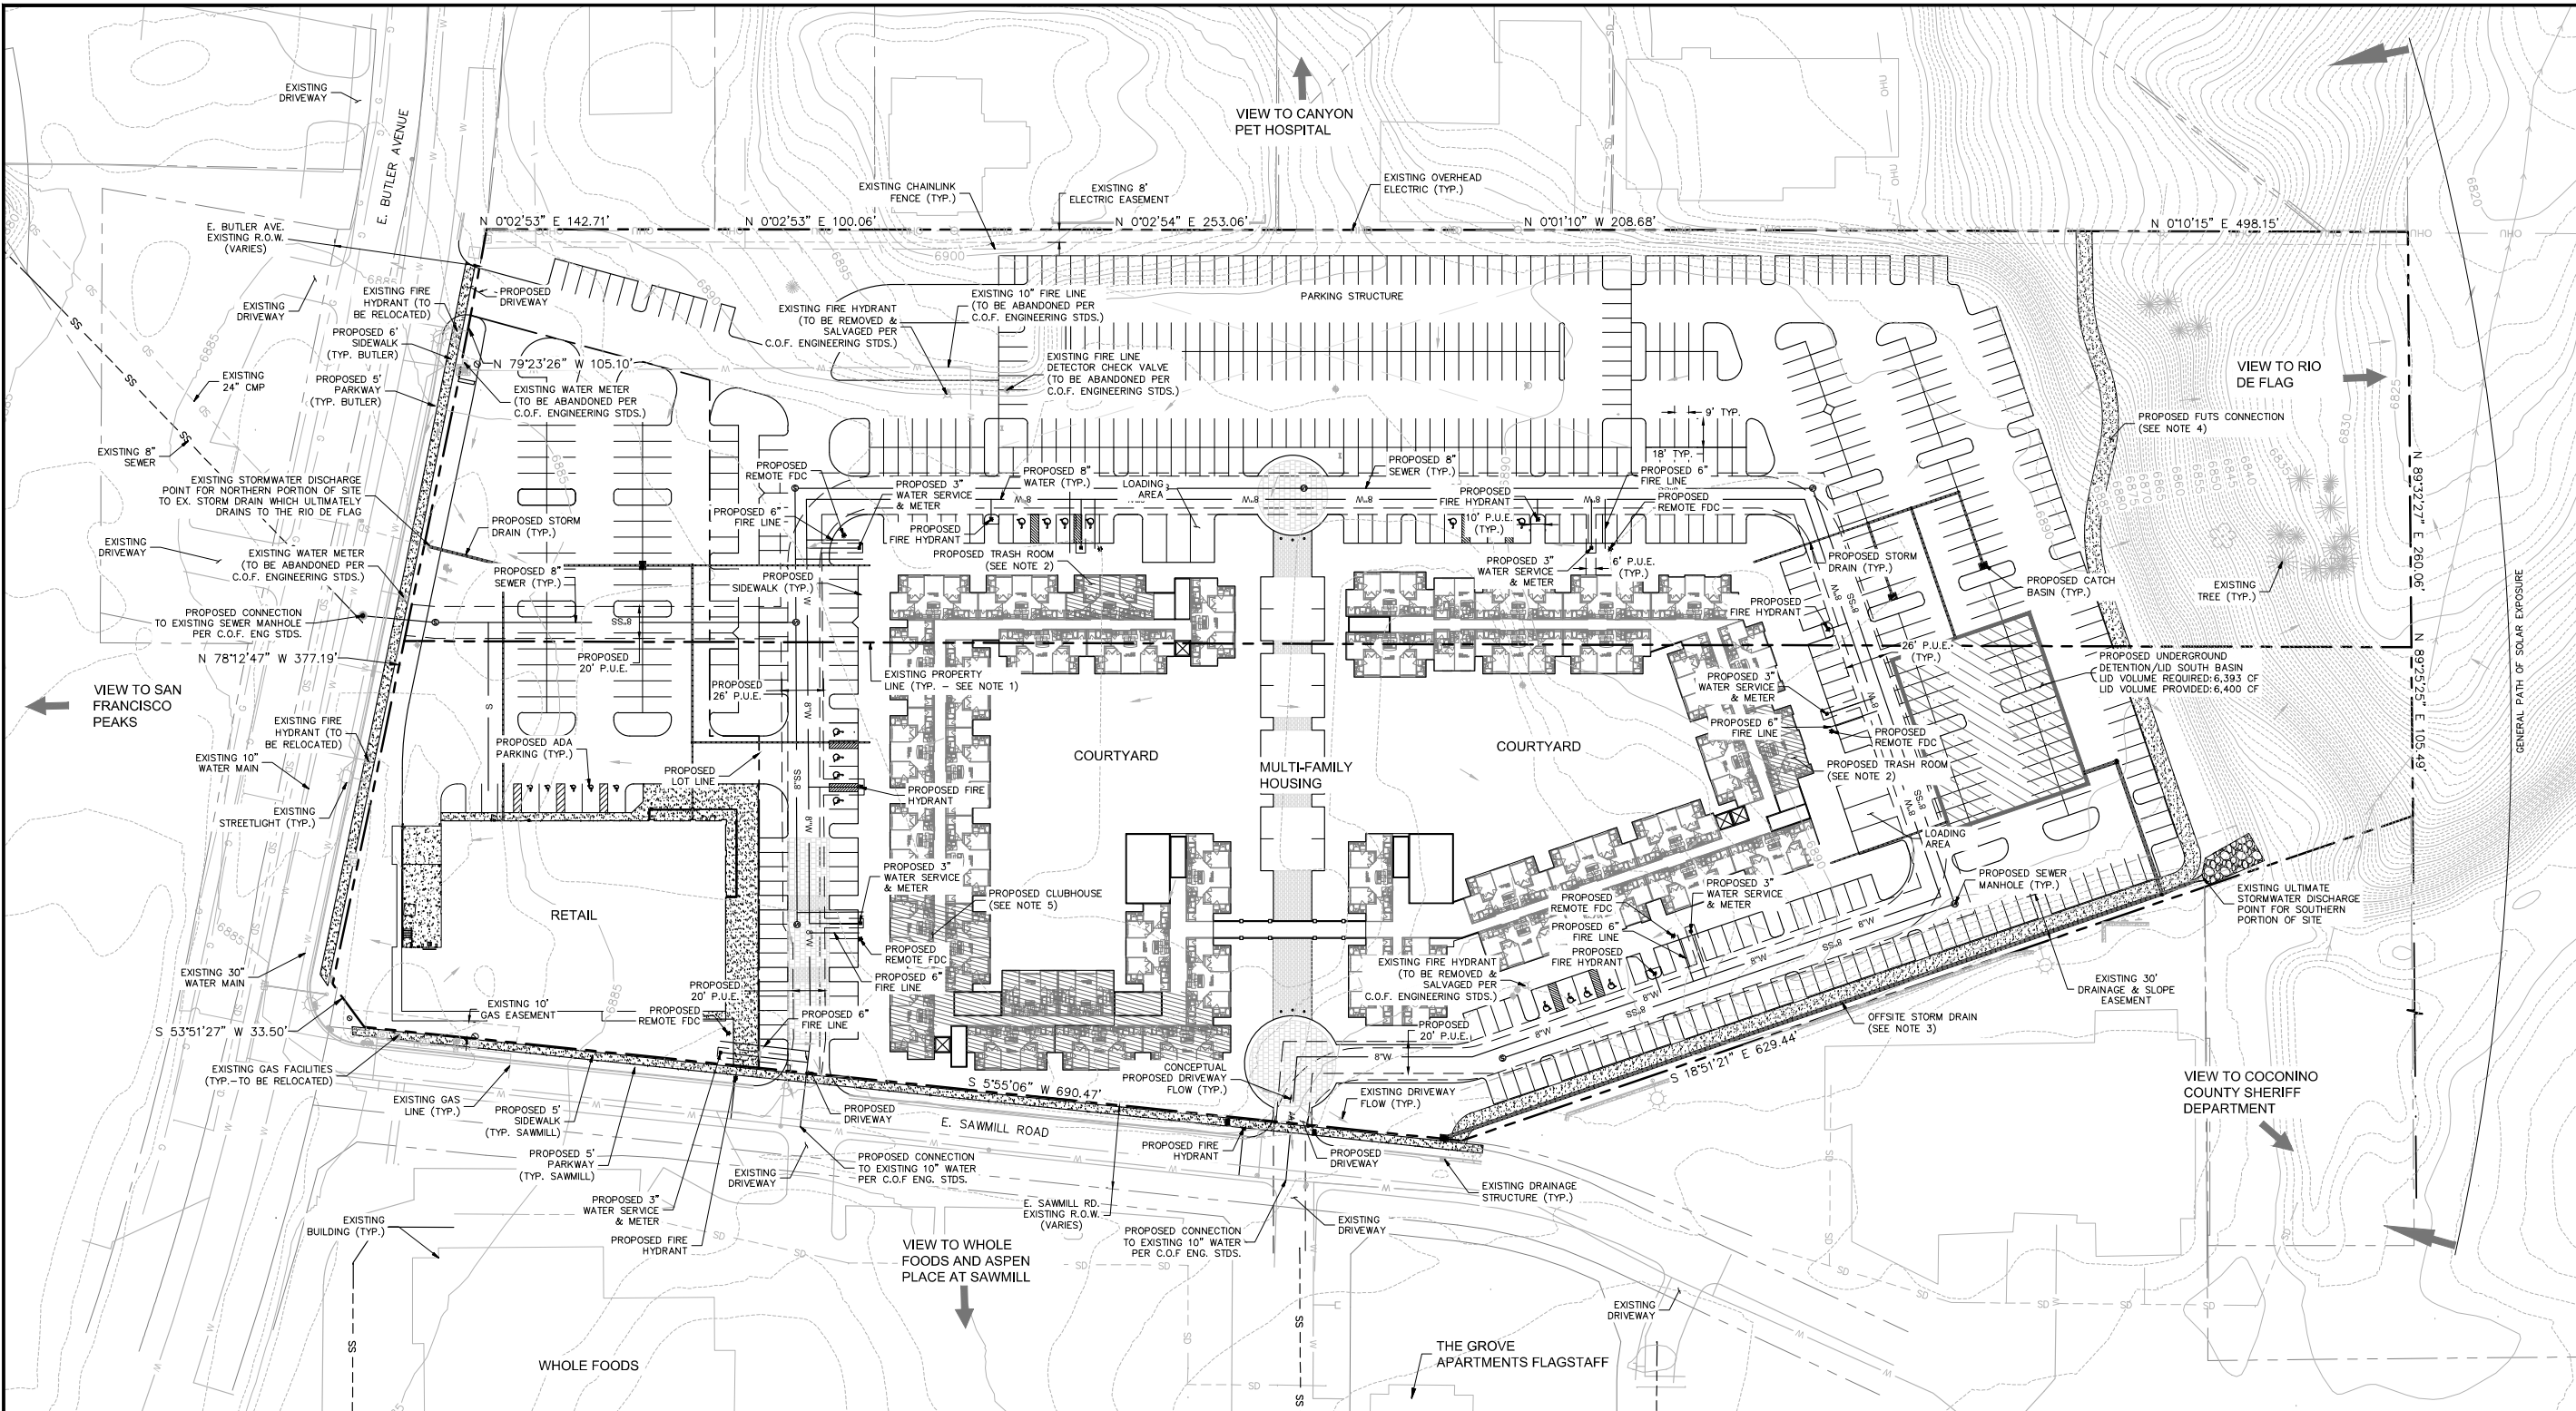 EXISTING
DRIVEWAY
E. BUTLER AVENUE
VIEW TO CANYON
PET HOSPITAL
EXISTING CHAINLINK
FENCE (TYP.)
EXISTING 8'
ELECTRIC EASEMENT
EXISTING OVERHEAD
ELECTRIC (TYP.)
N 0°02'53" E 142.71'
N 0°02'53" E 100.06'
N 0°02'54" E 253.06'
N 0°01'10" W 208.68'
N 0°10'15" E 498.15'
E. BUTLER AVE.
EXISTING R.O.W.
(VARIES)
EXISTING
DRIVEWAY
EXISTING FIRE
HYDRANT (TO
BE RELOCATED)
PROPOSED
DRIVEWAY
PROPOSED 6'
SIDEWALK
(TYP. BUTLER)
N 79°23'26" W 105.10'
EXISTING
24" CMP
PROPOSED 5'
PARKWAY
(TYP. BUTLER)
EXISTING WATER METER
(TO BE ABANDONED PER
C.O.F. ENGINEERING STDS.)
EXISTING FIRE HYDRANT
(TO BE REMOVED &
SALVAGED PER
C.O.F. ENGINEERING STDS.)
EXISTING 10" FIRE LINE
(TO BE ABANDONED PER
C.O.F. ENGINEERING STDS.)
EXISTING FIRE LINE
DETECTOR CHECK VALVE
(TO BE ABANDONED PER
C.O.F. ENGINEERING STDS.)
PARKING STRUCTURE
9' TYP.
18' TYP.
VIEW TO RIO
DE FLAG
PROPOSED FUTS CONNECTION
(SEE NOTE 4)
6820
6825
6830
6900
6895
6890
6885
EXISTING 8"
SEWER
EXISTING STORMWATER DISCHARGE
POINT FOR NORTHERN PORTION OF SITE
TO EX. STORM DRAIN WHICH ULTIMATELY
DRAINS TO THE RIO DE FLAG
PROPOSED STORM
DRAIN (TYP.)
EXISTING
DRIVEWAY
EXISTING WATER METER
(TO BE ABANDONED PER
C.O.F. ENGINEERING STDS.)
PROPOSED CONNECTION
TO EXISTING SEWER MANHOLE
PER C.O.F. ENG STDS.
N 78°12'47" W 377.19'
PROPOSED 8"
SEWER (TYP.)
8"SS
PROPOSED
20' P.U.E.
PROPOSED
REMOTE FDC
PROPOSED 6"
FIRE LINE
PROPOSED 3"
WATER SERVICE
& METER
PROPOSED
FIRE HYDRANT
PROPOSED 8"
WATER (TYP.)
LOADING
AREA
PROPOSED TRASH ROOM
(SEE NOTE 2)
PROPOSED
SIDEWALK (TYP.)
PROPOSED 8"
SEWER (TYP.)
PROPOSED
FIRE HYDRANT
10' P.U.E.
(TYP.)
PROPOSED 6"
FIRE LINE
PROPOSED
REMOTE FDC
PROPOSED 3"
WATER SERVICE
& METER
6' P.U.E.
(TYP.)
PROPOSED STORM
DRAIN (TYP.)
PROPOSED CATCH
BASIN (TYP.)
PROPOSED
FIRE HYDRANT
26' P.U.E.
(TYP.)
EXISTING
TREE (TYP.)
N 89°32'27" E 260.06'
N 89°25'25" E 105.49'
GENERAL PATH OF SOLAR EXPOSURE
PROPOSED UNDERGROUND
DETENTION/LID SOUTH BASIN
LID VOLUME REQUIRED: 6,393 CF
LID VOLUME PROVIDED: 6,400 CF
VIEW TO SAN
FRANCISCO
PEAKS
EXISTING FIRE
HYDRANT (TO
BE RELOCATED)
EXISTING 10"
WATER MAIN
EXISTING
STREETLIGHT (TYP.)
PROPOSED ADA
PARKING (TYP.)
PROPOSED
26' P.U.E.
PROPOSED
LOT LINE
EXISTING PROPERTY
LINE (TYP. - SEE NOTE 1)
PROPOSED FIRE
HYDRANT
COURTYARD
MULTI-FAMILY
HOUSING
COURTYARD
PROPOSED 3"
WATER SERVICE
& METER
PROPOSED 6"
FIRE LINE
PROPOSED
REMOTE FDC
PROPOSED TRASH ROOM
(SEE NOTE 2)
LOADING
AREA
PROPOSED SEWER
MANHOLE (TYP.)
EXISTING ULTIMATE
STORMWATER DISCHARGE
POINT FOR SOUTHERN
PORTION OF SITE
RETAIL
PROPOSED 3"
WATER SERVICE
& METER
PROPOSED CLUBHOUSE
(SEE NOTE 5)
PROPOSED
REMOTE FDC
PROPOSED 6"
FIRE LINE
PROPOSED
20' P.U.E.
PROPOSED
REMOTE FDC
PROPOSED 6"
FIRE LINE
PROPOSED
REMOTE FDC
PROPOSED 3"
WATER SERVICE
& METER
PROPOSED 6"
FIRE LINE
PROPOSED
FIRE HYDRANT
EXISTING FIRE HYDRANT
(TO BE REMOVED &
SALVAGED PER
C.O.F. ENGINEERING STDS.)
PROPOSED
20' P.U.E.
EXISTING 30'
DRAINAGE & SLOPE
EASEMENT
OFFSITE STORM DRAIN
(SEE NOTE 3)
S 18°51'21" E 629.44'
EXISTING 30"
WATER MAIN
EXISTING 10'
GAS EASEMENT
S 53°51'27" W 33.50'
EXISTING GAS FACILITIES
(TYP.-TO BE RELOCATED)
EXISTING GAS
LINE (TYP.)
PROPOSED 5'
SIDEWALK
(TYP. SAWMILL)
PROPOSED 5'
PARKWAY
(TYP. SAWMILL)
S 5°55'06" W 690.47'
CONCEPTUAL
PROPOSED DRIVEWAY
FLOW (TYP.)
EXISTING DRIVEWAY
FLOW (TYP.)
PROPOSED
DRIVEWAY
E. SAWMILL ROAD
PROPOSED FIRE
HYDRANT
PROPOSED
DRIVEWAY
PROPOSED CONNECTION
TO EXISTING 10" WATER
PER C.O.F ENG. STDS.
EXISTING
DRIVEWAY
E. SAWMILL RD.
EXISTING R.O.W.
(VARIES)
EXISTING DRAINAGE
STRUCTURE (TYP.)
VIEW TO COCONINO
COUNTY SHERIFF
DEPARTMENT
PROPOSED 3"
WATER SERVICE
& METER
PROPOSED FIRE
HYDRANT
EXISTING
BUILDING (TYP.)
VIEW TO WHOLE
FOODS AND ASPEN
PLACE AT SAWMILL
PROPOSED CONNECTION
TO EXISTING 10" WATER
PER C.O.F ENG. STDS.
EXISTING
DRIVEWAY
EXISTING
DRIVEWAY
WHOLE FOODS
THE GROVE
APARTMENTS FLAGSTAFF